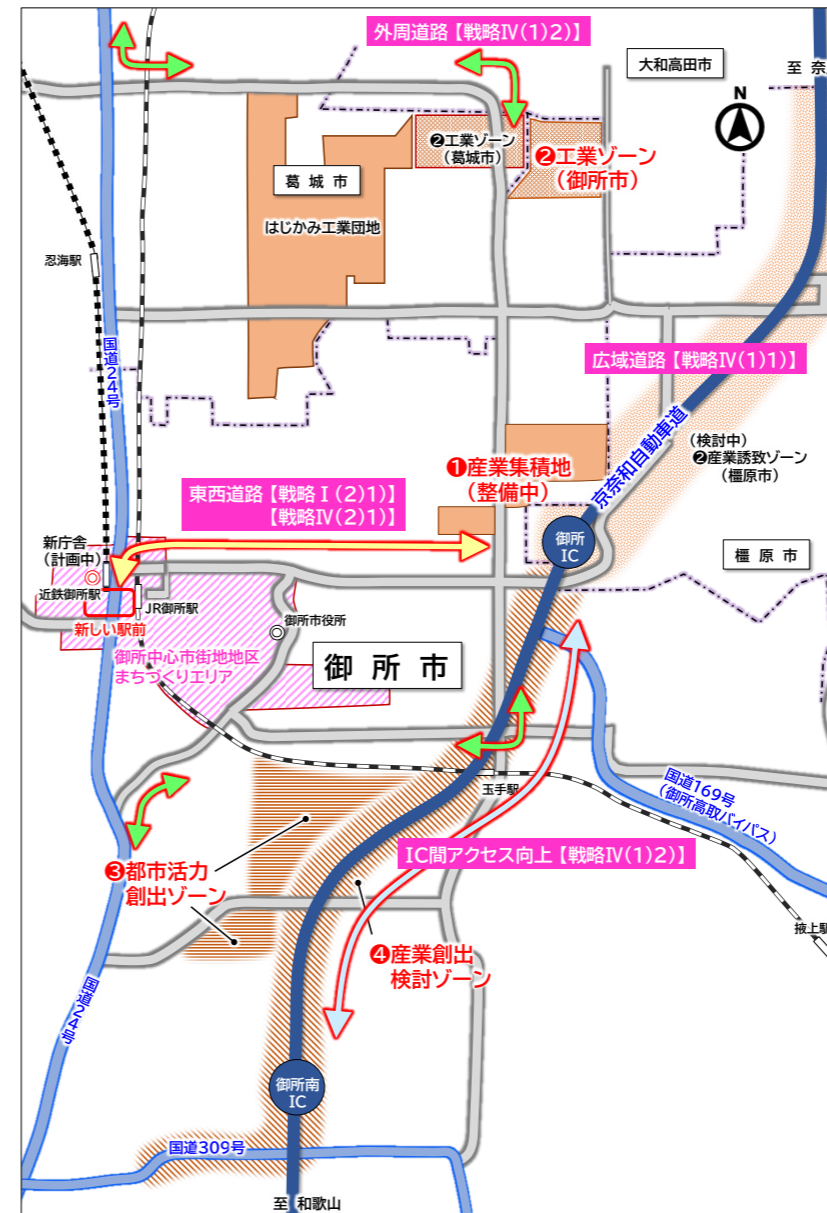 外周道路【戦略Ⅳ(1)2)】
大和高田市
至 奈
N
❷工業ゾーン
(葛城市)
❷工業ゾーン
(御所市)
葛城市
はじかみ工業団地
忍海駅
国道24号
広域道路【戦略Ⅳ(1)1)】
京奈和自動車道
(検討中)
❷産業誘致ゾーン
(橿原市)
❶産業集積地
(整備中)
東西道路【戦略Ⅰ(2)1)】
【戦略Ⅳ(2)1)】
御所
IC
橿原市
新庁舎
(計画中)
近鉄御所駅
JR御所駅
新しい駅前
御所市役所
御所中心市街地地区
まちづくりエリア
御所市
玉手駅
国道169号
(御所高取バイパス)
IC間アクセス向上【戦略Ⅳ(1)2)】
❸都市活力
創出ゾーン
掖上駅
❹産業創出
検討ゾーン
国道24号
御所南
IC
国道309号
至 和歌山